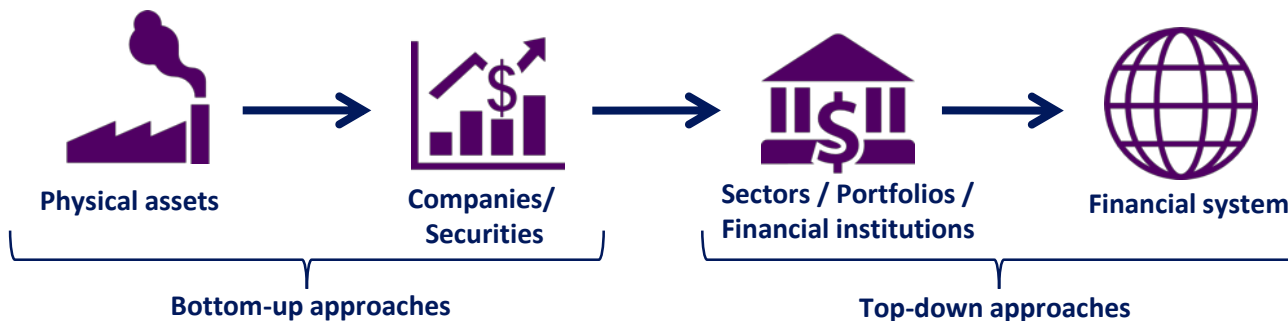 $
$
Physical assets
Companies/
Securities
Sectors / Portfolios /
Financial institutions
Financial system
Bottom-up approaches
Top-down approaches